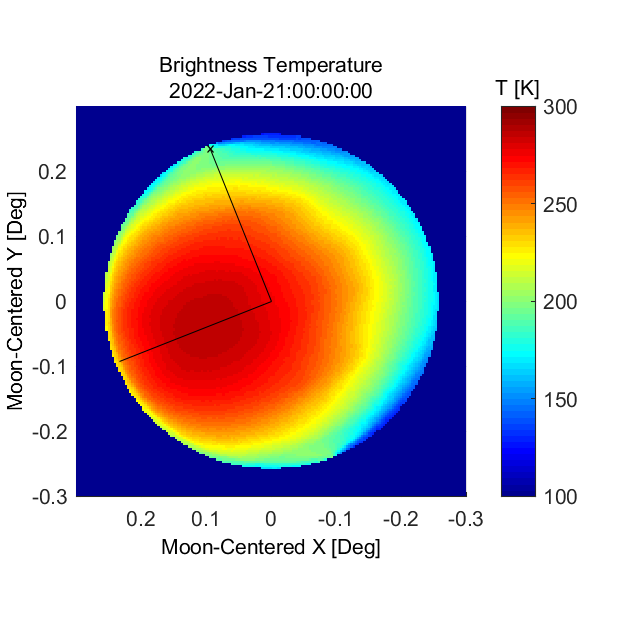 Brightness Temperature
2022-Jan-21:00:00:00
T [K]
300
250
200
150
100
0.2
0.1
0
-0.1
-0.2
-0.3
Moon-Centered Y [Deg]
0.2
0.1
0
-0.1
-0.2
-0.3
Moon-Centered X [Deg]
x